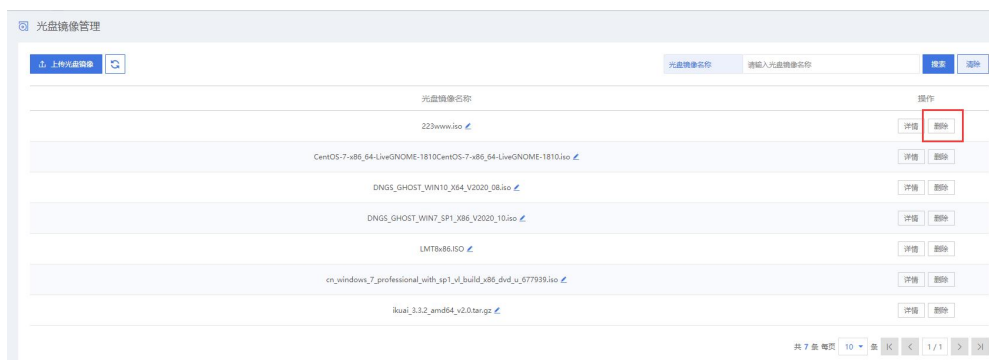 光盘镜像管理
上传光盘镜像 光盘镜像名称 请输入光盘镜像名称 搜索 清除
光盘镜像名称 操作
223www.iso 详情 删除
CentOS-7-x86_64-LiveGNOME-1810CentOS-7-x86_64-LiveGNOME-1810.iso 详情 删除
DNGS_GHOST_WIN10_X64_V2020_08.iso 详情 删除
DNGS_GHOST_WIN7_SP1_X86_V2020_10.iso 详情 删除
LMT8x86.ISO 详情 删除
cn_windows_7_professional_with_sp1_vl_build_x86_dvd_u_677939.iso 详情 删除
ikuai_3.3.2_amd64_v2.0.tar.gz 详情 删除
共 7 条 每页 10 条 1/1